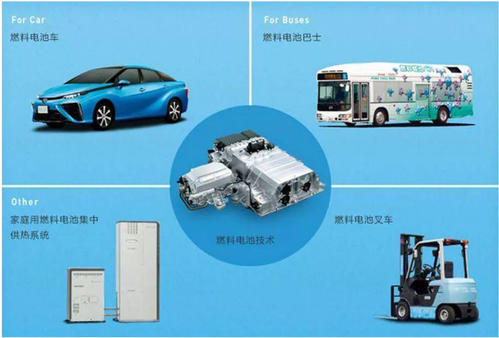 For Car
燃料电池车
For Buses
燃料电池巴士
Other
家庭用燃料电池集中
供热系统
燃料电池叉车
燃料电池技术